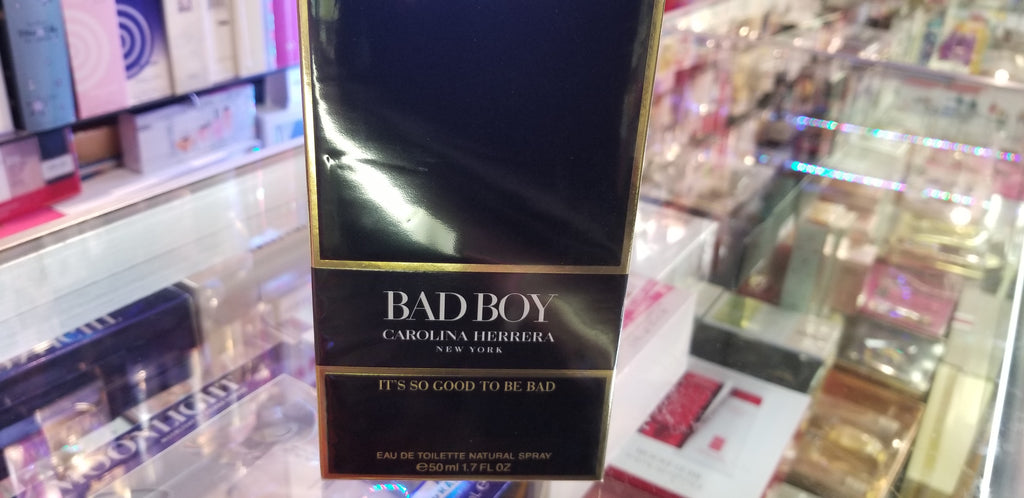 BAD BOY
CAROLINA HERRERA
NEW YORK
IT'S SO GOOD TO BE BAD
EAU DE TOILETTE NATURAL SPRAY
℮50 ml 1.7 FL OZ
MOONLIGHT